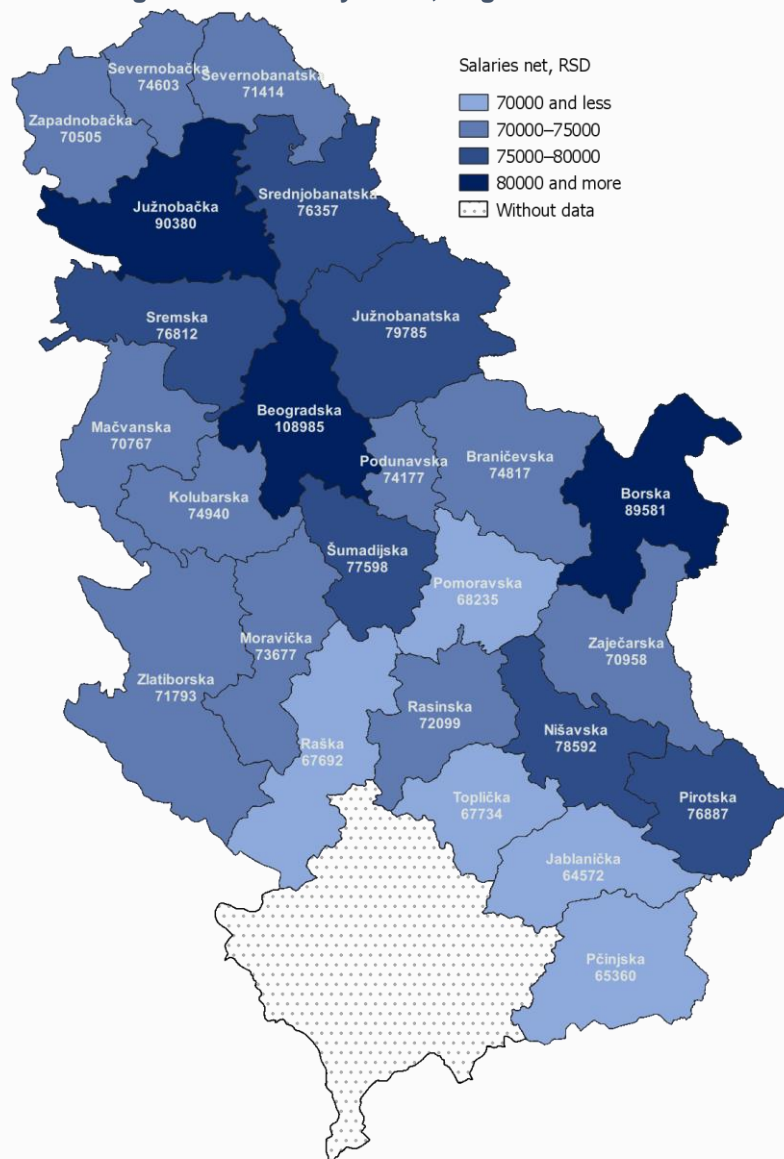 Salaries net, RSD
70000 and less
70000–75000
75000–80000
80000 and more
Without data
Severnobačka
74603
Severnobanatska
71414
Zapadnobačka
70505
Južnobačka
90380
Srednjobanatska
76357
Sremska
76812
Južnobanatska
79785
Beogradska
108985
Mačvanska
70767
Podunavska
74177
Braničevska
74817
Kolubarska
74940
Borska
89581
Šumadijska
77598
Pomoravska
68235
Moravička
73677
Zaječarska
70958
Zlatiborska
71793
Rasinska
72099
Raška
67692
Nišavska
78592
Toplička
67734
Pirotska
76887
Jablanička
64572
Pčinjska
65360